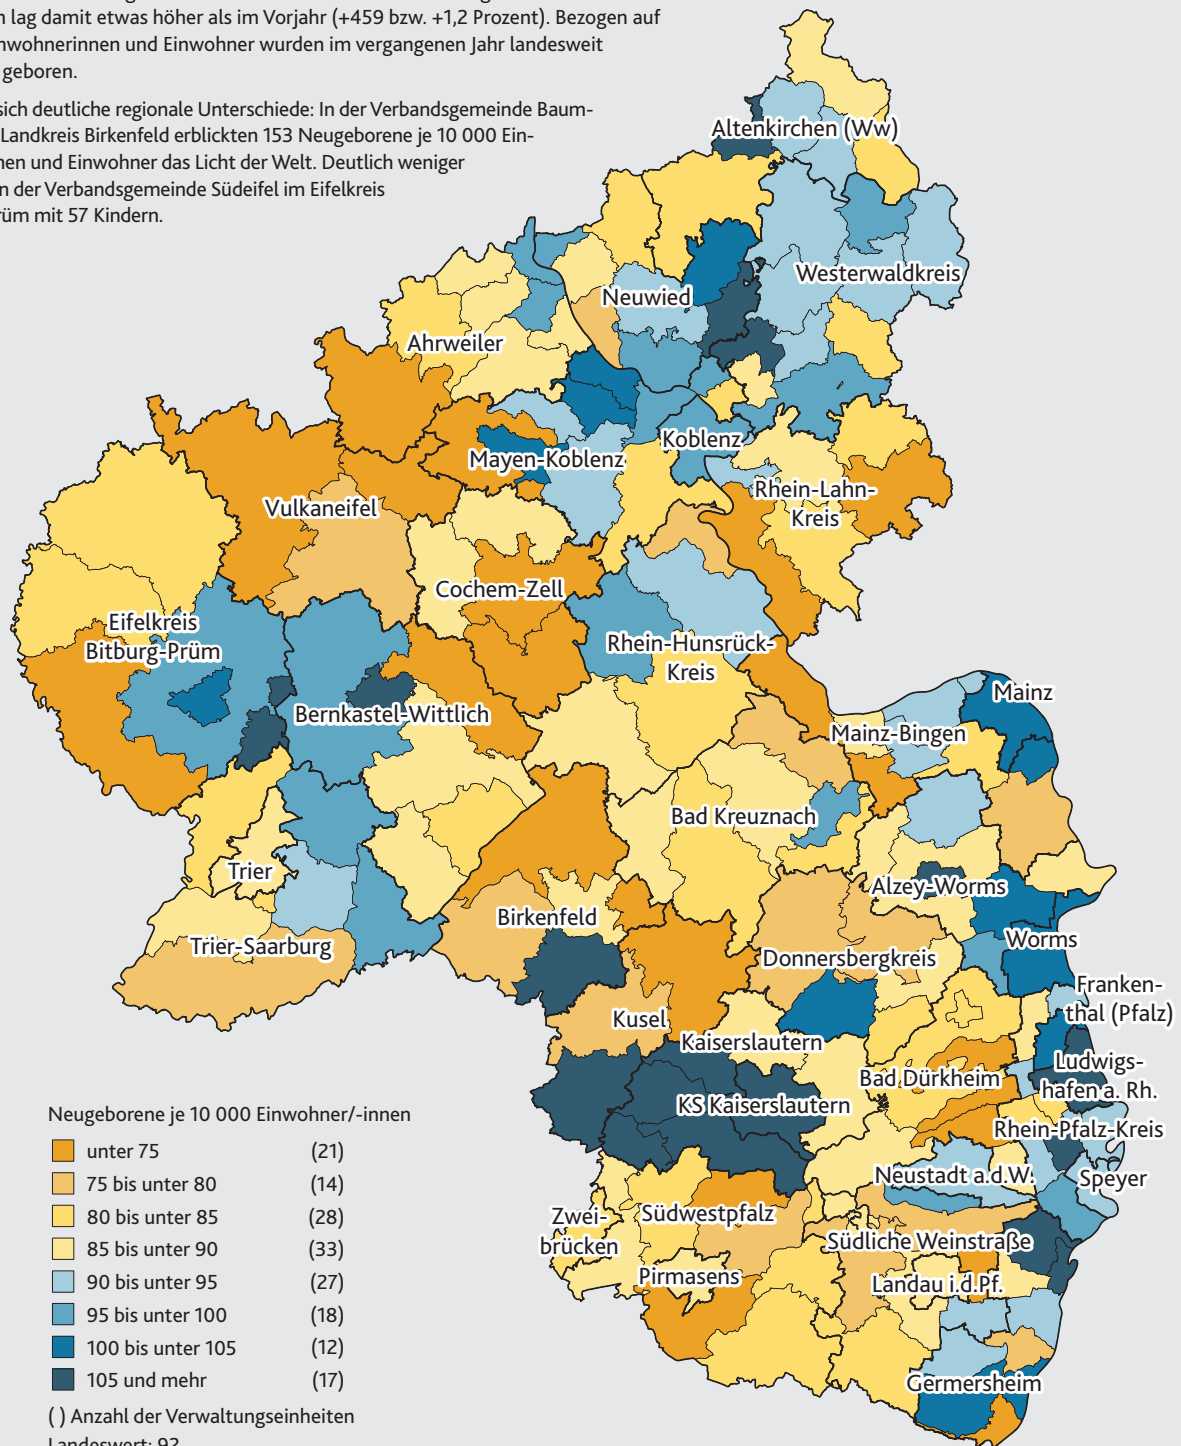 n lag damit etwas höher als im Vorjahr (+459 bzw. +1,2 Prozent). Bezogen auf
nwohnerinnen und Einwohner wurden im vergangenen Jahr landesweit
geboren.
sich deutliche regionale Unterschiede: In der Verbandsgemeinde Baum-
Landkreis Birkenfeld erblickten 153 Neugeborene je 10 000 Ein-
nen und Einwohner das Licht der Welt. Deutlich weniger
n der Verbandsgemeinde Südeifel im Eifelkreis
rüm mit 57 Kindern.
Altenkirchen (Ww)
Westerwaldkreis
Neuwied
Ahrweiler
Koblenz
Mayen-Koblenz
Rhein-Lahn-
Kreis
Vulkaneifel
Cochem-Zell
Eifelkreis
Bitburg-Prüm
Rhein-Hunsrück-
Kreis
Mainz
Bernkastel-Wittlich
Mainz-Bingen
Bad Kreuznach
Trier
Alzey-Worms
Birkenfeld
Worms
Trier-Saarburg
Donnersbergkreis
Franken-
thal (Pfalz)
Kusel
Kaiserslautern
Ludwigs-
hafen a. Rh.
Bad Dürkheim
KS Kaiserslautern
Rhein-Pfalz-Kreis
Neustadt a.d.W.
Speyer
Zwei-
brücken
Südwestpfalz
Südliche Weinstraße
Pirmasens
Landau i.d.Pf.
Germersheim
Neugeborene je 10 000 Einwohner/-innen
unter 75 (21)
75 bis unter 80 (14)
80 bis unter 85 (28)
85 bis unter 90 (33)
90 bis unter 95 (27)
95 bis unter 100 (18)
100 bis unter 105 (12)
105 und mehr (17)
( ) Anzahl der Verwaltungseinheiten
Landeswert: 92